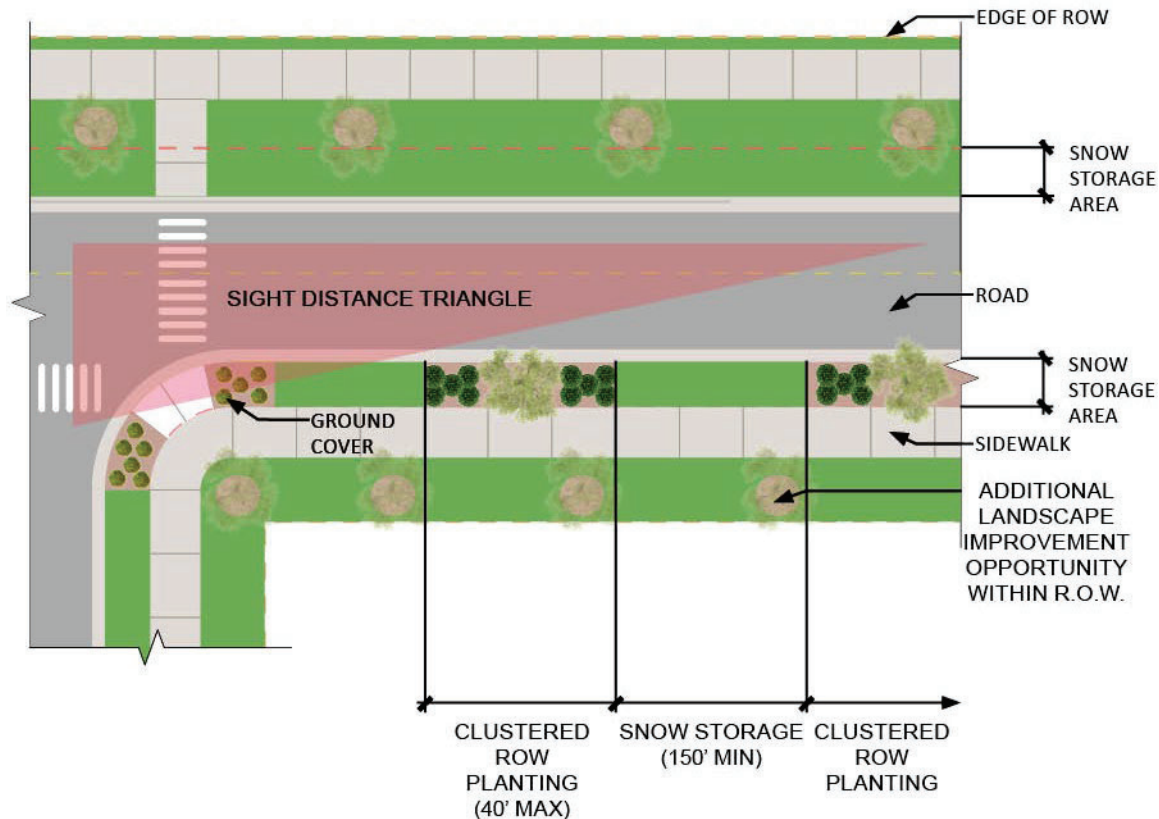 EDGE OF ROW
SNOW
STORAGE
AREA
SIGHT DISTANCE TRIANGLE
ROAD
SNOW
STORAGE
AREA
GROUND
COVER
SIDEWALK
ADDITIONAL
LANDSCAPE
IMPROVEMENT
OPPORTUNITY
WITHIN R.O.W.
CLUSTERED
ROW
PLANTING
(40' MAX)
SNOW STORAGE
(150' MIN)
CLUSTERED
ROW
PLANTING